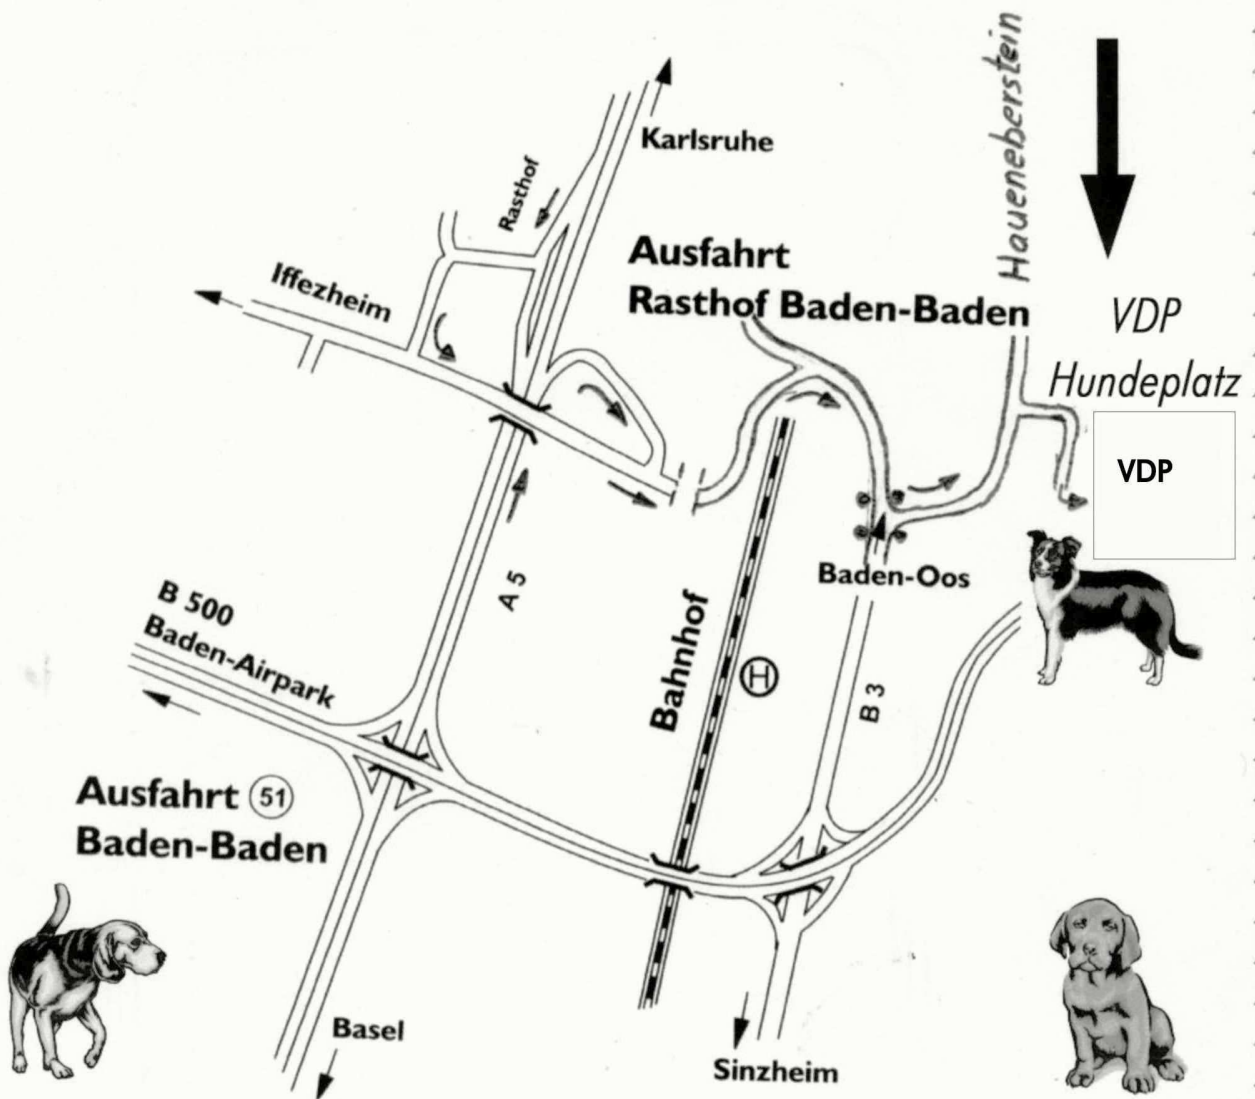 Haueneberstein
Karlsruhe
Rasthof
Ausfahrt
Rasthof Baden-Baden
Iffezheim
VDP
Hundeplatz
VDP
A 5
Baden-Oos
B 500
Baden-Airpark
Bahnhof
H
B 3
Ausfahrt 51
Baden-Baden
Basel
Sinzheim